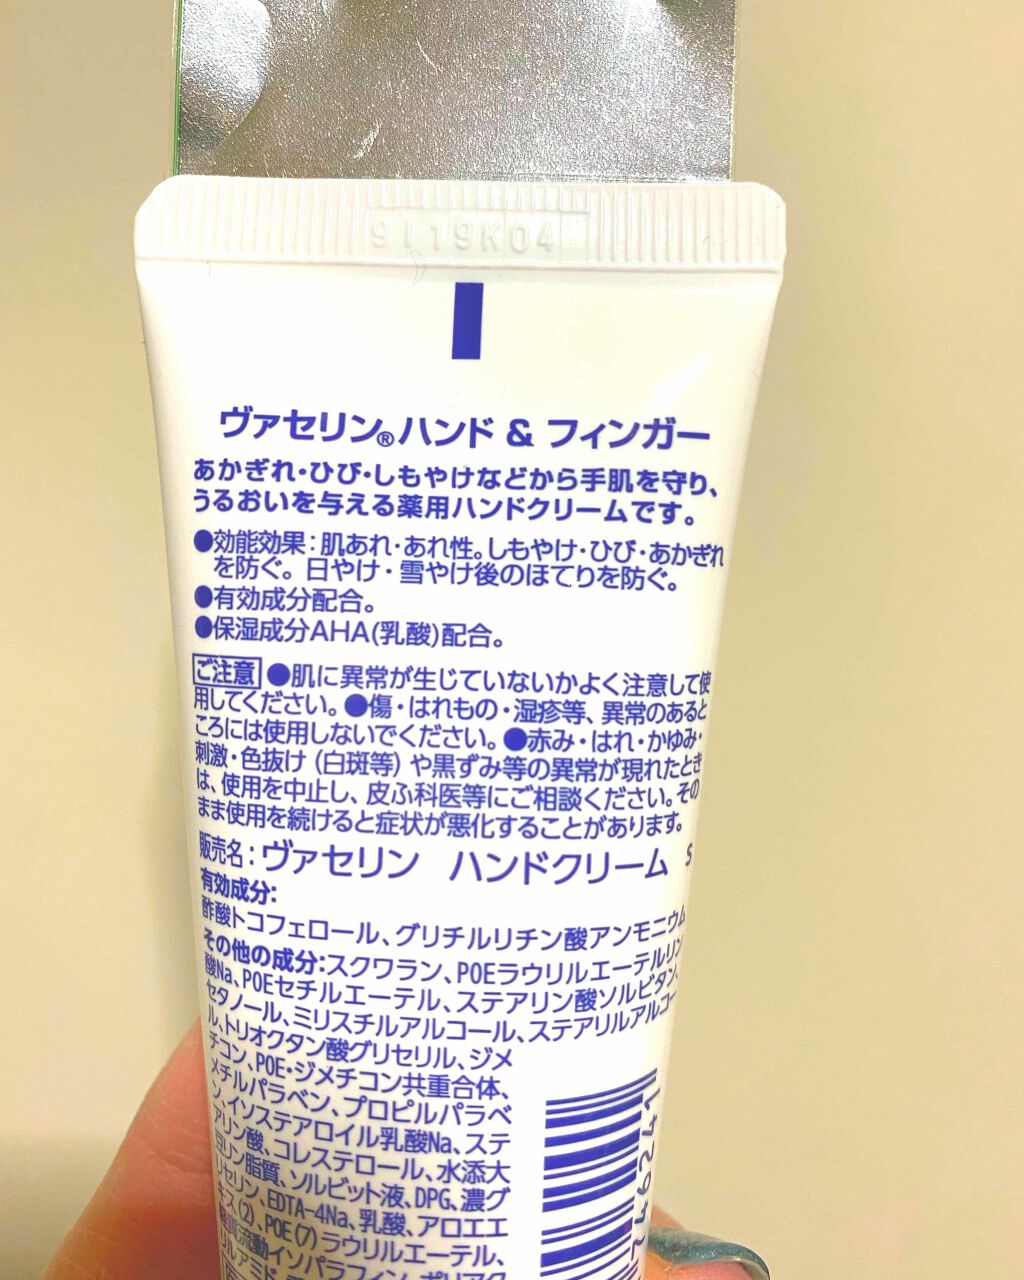 9119K04
ヴァセリン®ハンド & フィンガー
あかぎれ・ひび・しもやけなどから手肌を守り、
うるおいを与える薬用ハンドクリームです。
●効能効果：肌あれ・あれ性。しもやけ・ひび・あかぎれ
を防ぐ。日やけ・雪やけ後のほてりを防ぐ。
●有効成分配合。
●保湿成分AHA(乳酸)配合。
ご注意 ●肌に異常が生じていないかよく注意して使
用してください。●傷・はれもの・湿疹等、異常のあると
ころには使用しないでください。●赤み・はれ・かゆみ・
刺激・色抜け（白斑等）や黒ずみ等の異常が現れたとき
は、使用を中止し、皮ふ科医等にご相談ください。その
まま使用を続けると症状が悪化することがあります。
販売名：ヴァセリン ハンドクリーム S
有効成分：
酢酸トコフェロール、グリチルリチン酸アンモニウム
その他の成分：スクワラン、POEラウリルエーテルリン
酸Na、POEセチルエーテル、ステアリン酸ソルビタン、
セタノール、ミリスチルアルコール、ステアリルアルコー
ル、トリオクタン酸グリセリル、ジメ
チコン、POE・ジメチコン共重合体、
メチルパラベン、プロピルパラベ
ン、イソステアロイル乳酸Na、ステ
アリン酸、コレステロール、水添大
豆リン脂質、ソルビット液、DPG、濃グ
リセリン、EDTA-4Na、乳酸、アロエエ
キス(2)、POE(7)ラウリルエーテル、
流動イソパラフィン、ポリアク
リルアミド